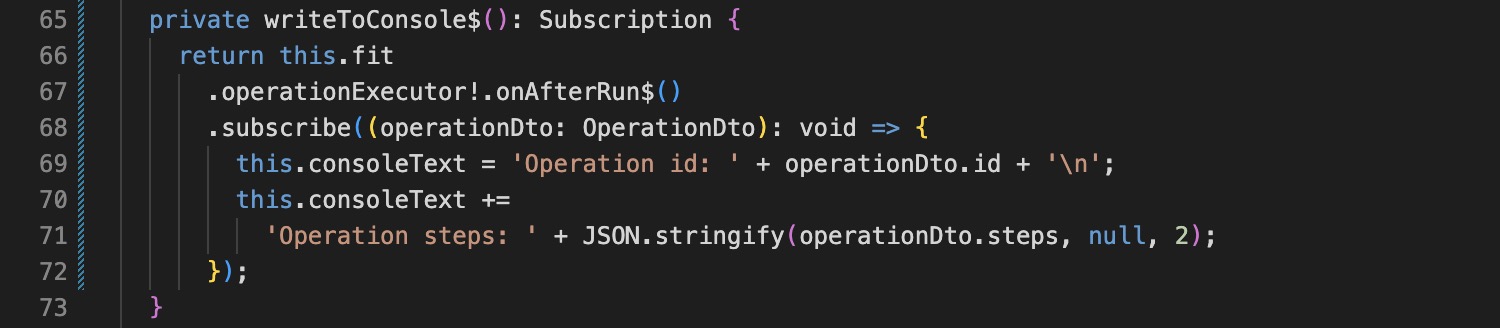 65 private writeToConsole$(): Subscription {
66 return this.fit
67 .operationExecutor!.onAfterRun$()
68 .subscribe((operationDto: OperationDto): void => {
69 this.consoleText = 'Operation id: ' + operationDto.id + '\n';
70 this.consoleText +=
71 'Operation steps: ' + JSON.stringify(operationDto.steps, null, 2);
72 });
73 }